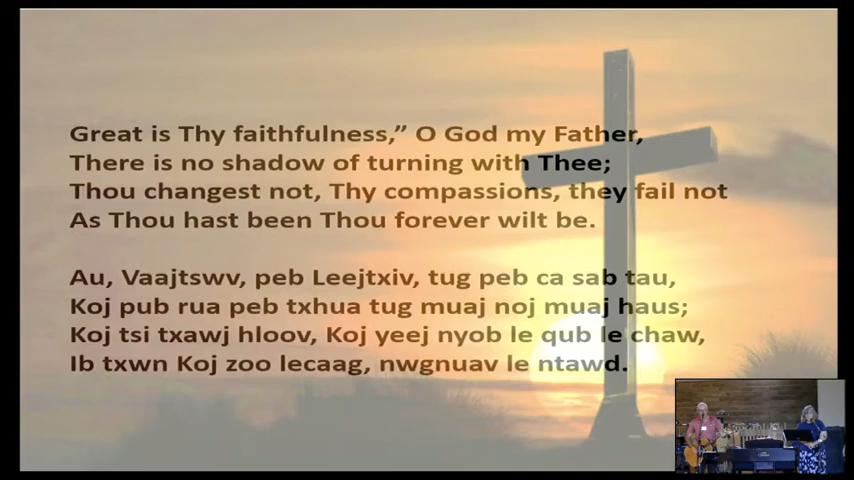 Great is Thy faithfulness,” O God my Father,
There is no shadow of turning with Thee;
Thou changest not, Thy compassions, they fail not
As Thou hast been Thou forever wilt be.
Au, Vaajtswv, peb Leejtxiv, tug peb ca sab tau,
Koj pub rua peb txhua tug muaj noj muaj haus;
Koj tsi txawj hloov, Koj yeej nyob le qub le chaw,
Ib txwn Koj zoo lecaag, nwgnuav le ntawd.